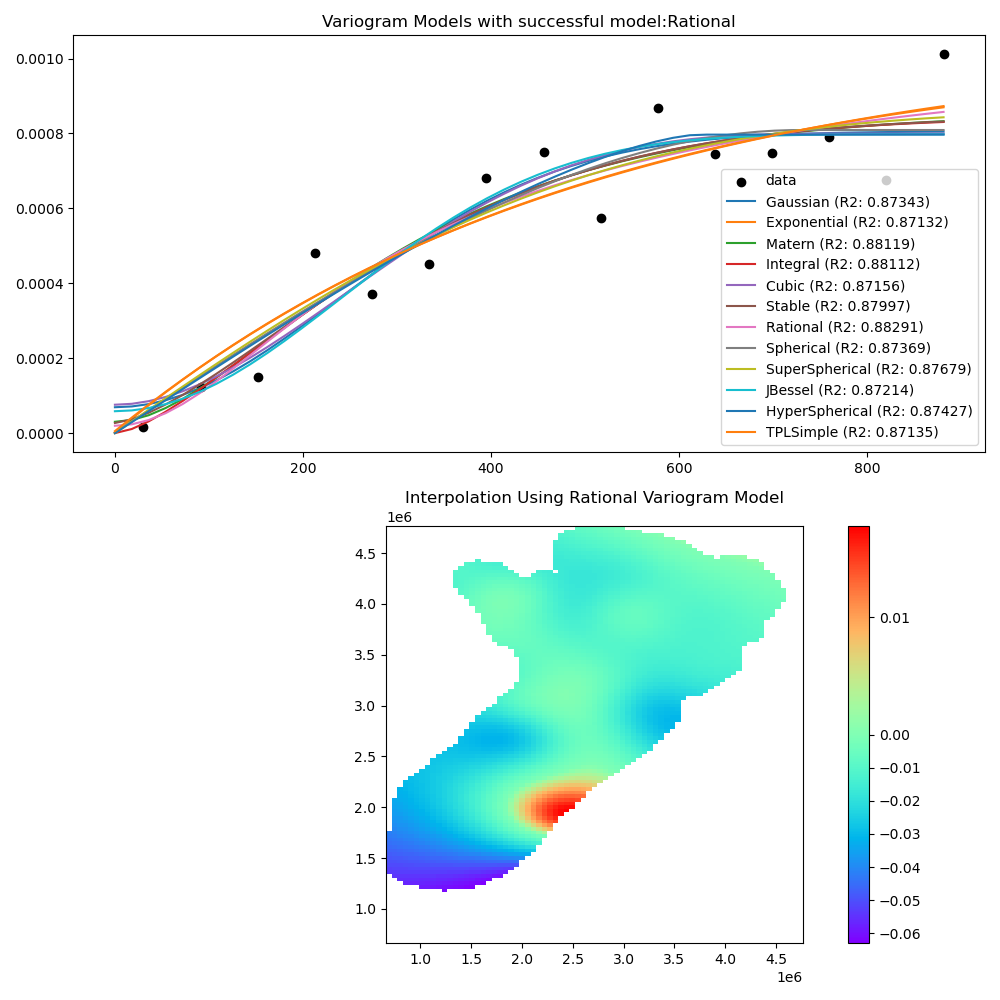 Variogram Models with successful model:Rational
0.0010
0.0008
0.0006
0.0004
0.0002
0.0000
0
200
400
600
800
data
Gaussian (R2: 0.87343)
Exponential (R2: 0.87132)
Matern (R2: 0.88119)
Integral (R2: 0.88112)
Cubic (R2: 0.87156)
Stable (R2: 0.87997)
Rational (R2: 0.88291)
Spherical (R2: 0.87369)
SuperSpherical (R2: 0.87679)
JBessel (R2: 0.87214)
HyperSpherical (R2: 0.87427)
TPLSimple (R2: 0.87135)
Interpolation Using Rational Variogram Model
1e6
4.5
4.0
3.5
3.0
2.5
2.0
1.5
1.0
1.0
1.5
2.0
2.5
3.0
3.5
4.0
4.5
1e6
0.01
0.00
−0.01
−0.02
−0.03
−0.04
−0.05
−0.06